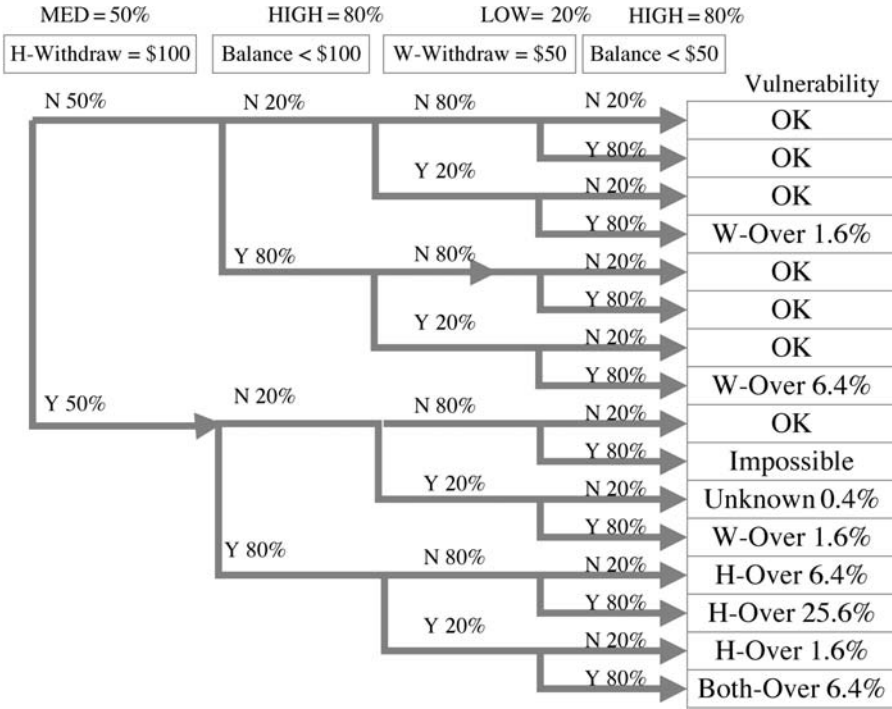 MED = 50% HIGH = 80% LOW= 20% HIGH = 80%
H-Withdraw = $100 Balance < $100 W-Withdraw = $50 Balance < $50
Vulnerability
N 50% N 20% N 80% N 20% OK
Y 80% OK
Y 20% N 20% OK
Y 80% W-Over 1.6%
Y 80% N 80% N 20% OK
Y 80% OK
Y 20% N 20% OK
Y 80% W-Over 6.4%
Y 50% N 20% N 80% N 20% OK
Y 80% Impossible
Y 20% N 20% Unknown 0.4%
Y 80% W-Over 1.6%
Y 80% N 80% N 20% H-Over 6.4%
Y 80% H-Over 25.6%
Y 20% N 20% H-Over 1.6%
Y 80% Both-Over 6.4%